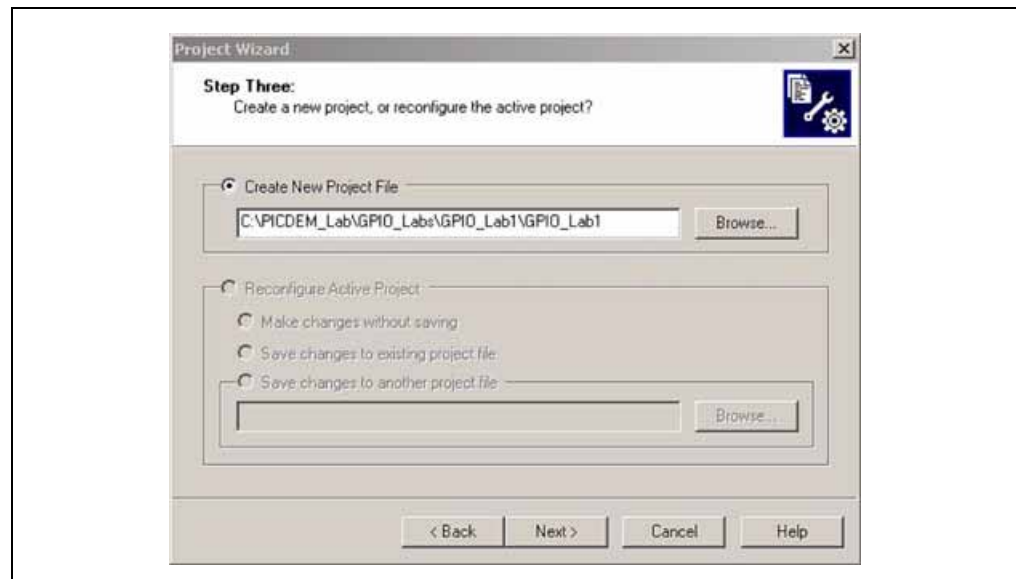 Project Wizard
Step Three:
Create a new project, or reconfigure the active project?
Create New Project File
C:\PICDEM_Lab\GPIO_Labs\GPIO_Lab1\GPIO_Lab1
Browse...
Reconfigure Active Project
Make changes without saving
Save changes to existing project file
Save changes to another project file
Browse...
< Back
Next >
Cancel
Help